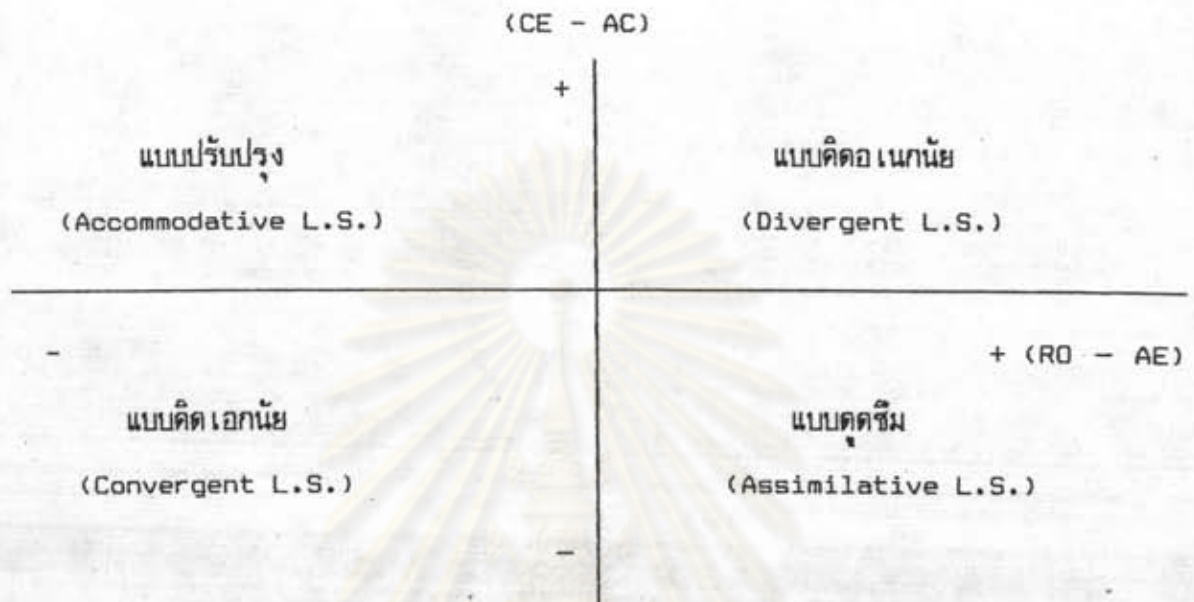 (CE - AC)
+
แบบปรับปรุง
แบบคิดอเนกนัย
(Accommodative L.S.)
(Divergent L.S.)
-
+ (RO - AE)
แบบคิดเอกนัย
แบบดูดซึม
(Convergent L.S.)
(Assimilative L.S.)
-